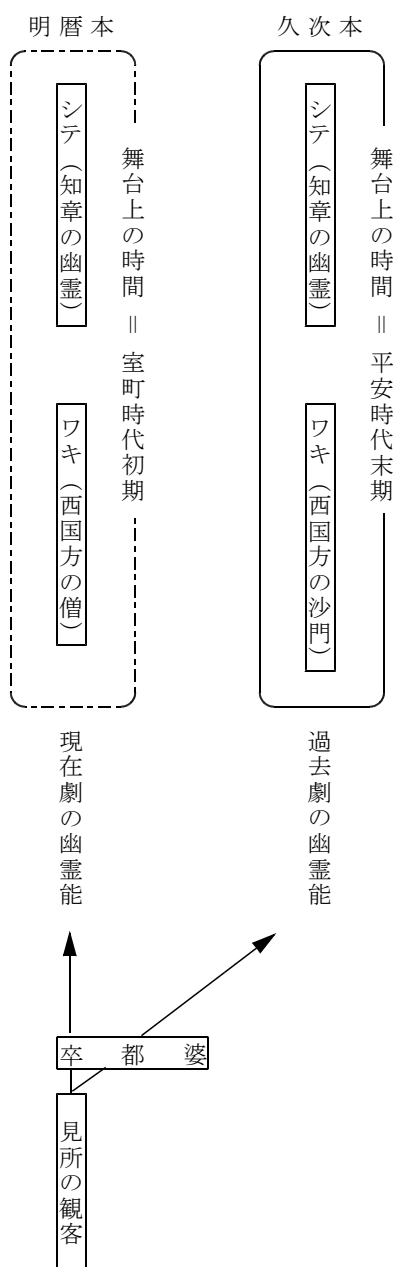 久次本
舞台上の時間＝平安時代末期
シテ（知章の幽霊）
ワキ（西国方の沙門）
過去劇の幽霊能
明暦本
舞台上の時間＝室町時代初期
シテ（知章の幽霊）
ワキ（西国方の僧）
現在劇の幽霊能
卒都婆
見所の観客